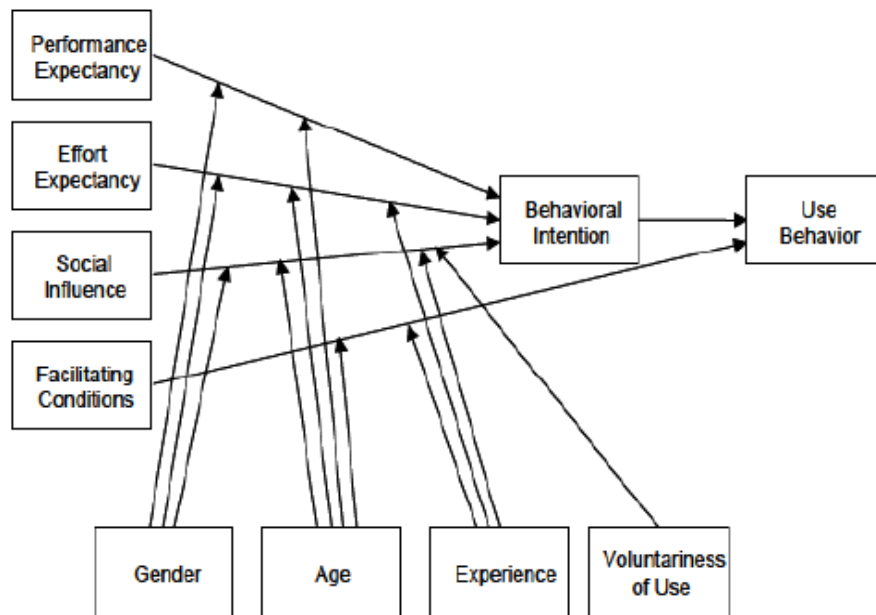 Performance
Expectancy
Effort
Expectancy
Social
Influence
Facilitating
Conditions
Behavioral
Intention
Use
Behavior
Gender
Age
Experience
Voluntariness
of Use